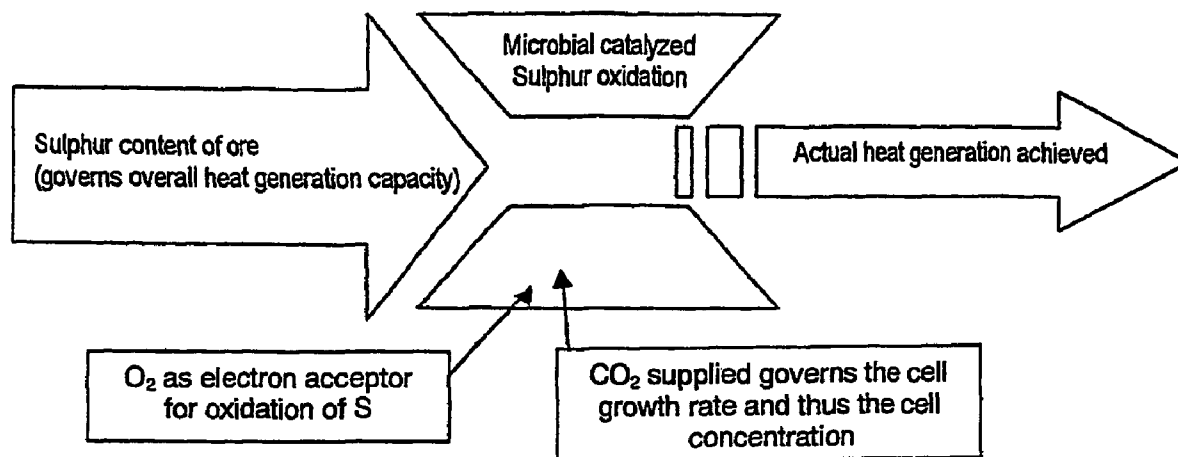 Microbial catalyzed
Sulphur oxidation
Sulphur content of ore
(governs overall heat generation capacity)
Actual heat generation achieved
O₂ as electron acceptor
for oxidation of S
CO₂ supplied governs the cell
growth rate and thus the cell
concentration